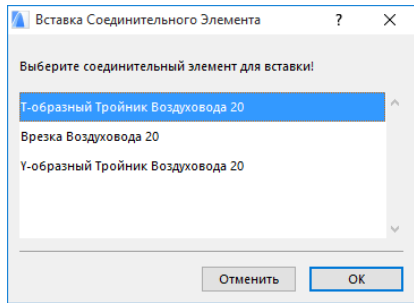 Вставка Соединительного Элемента ?
Выберите соединительный элемент для вставки!
Т-образный Тройник Воздуховода 20
Врезка Воздуховода 20
Y-образный Тройник Воздуховода 20
Отменить OK